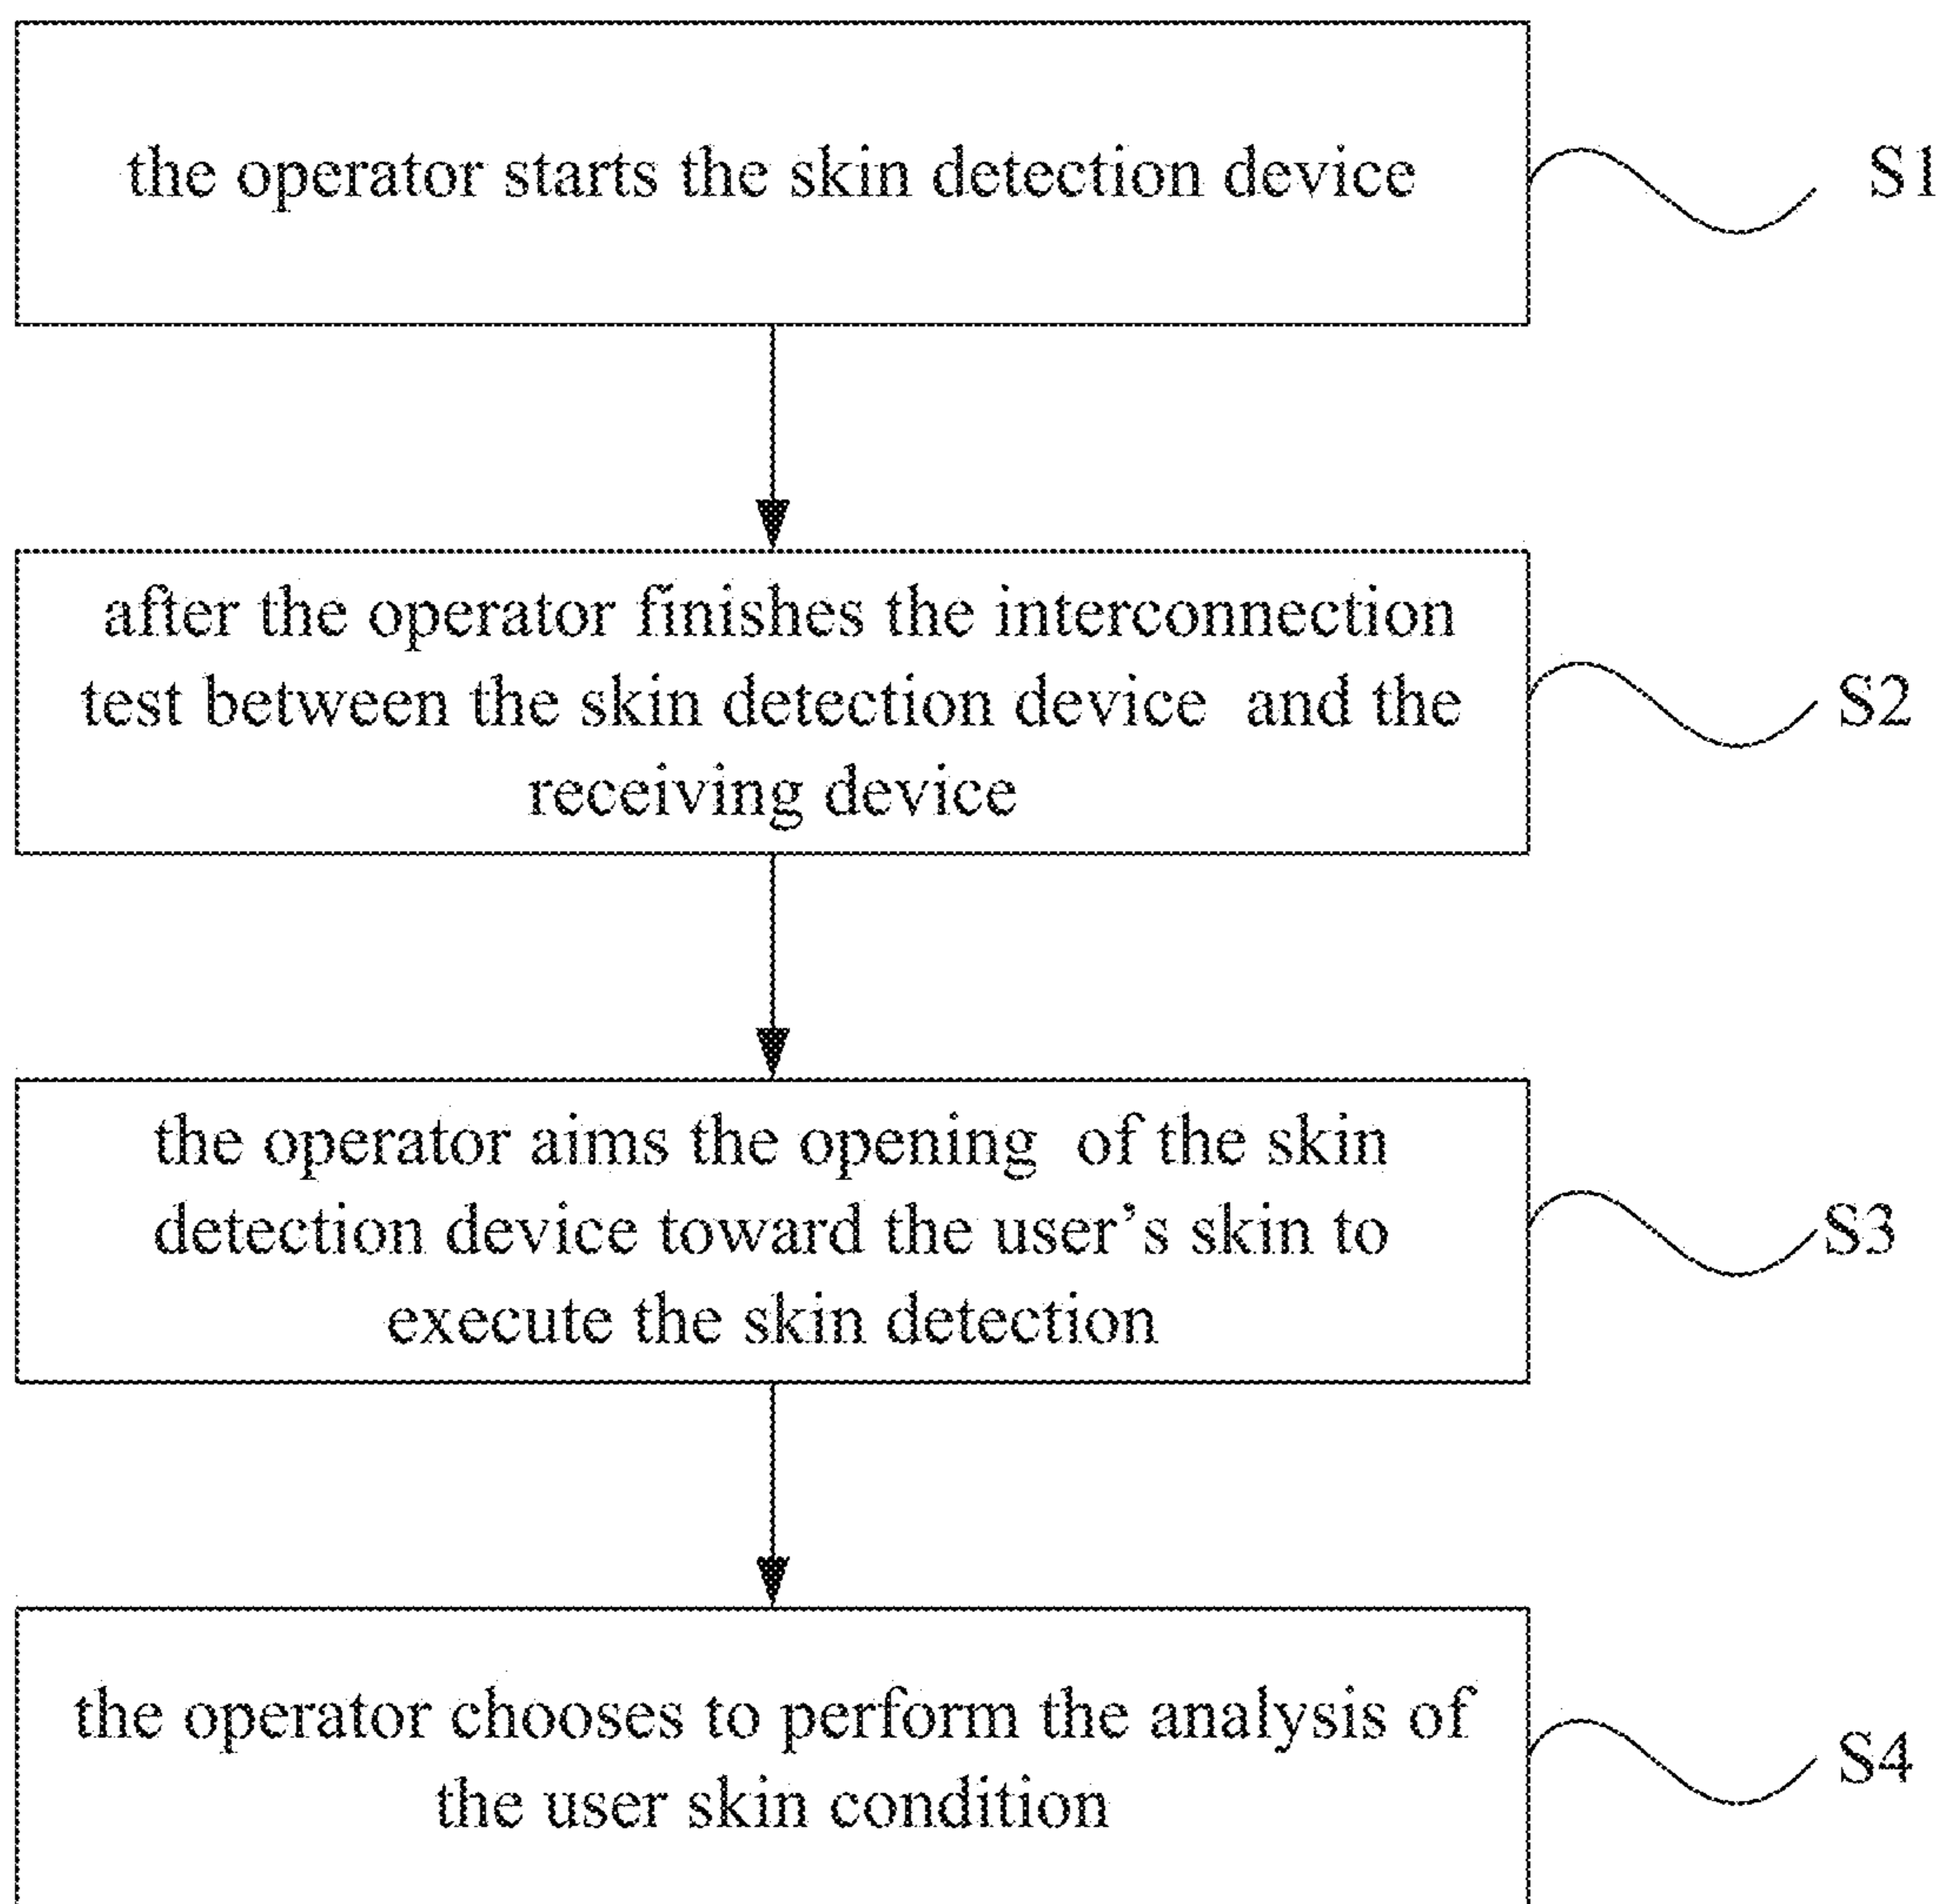 the operator starts the skin detection device
S1
after the operator finishes the interconnection
test between the skin detection device and the
receiving device
S2
the operator aims the opening of the skin
detection device toward the user’s skin to
execute the skin detection
S3
the operator chooses to perform the analysis of
the user skin condition
S4